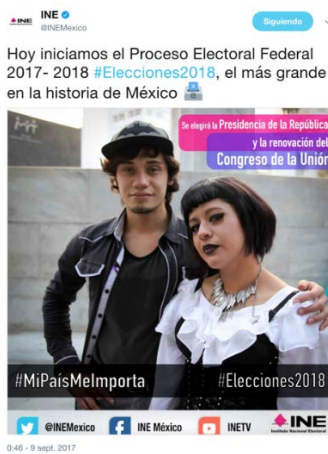 INE
INE
@INEMexico
Siguiendo
Hoy iniciamos el Proceso Electoral Federal
2017- 2018 #Elecciones2018, el más grande
en la historia de México
Se elegirá la Presidencia de la República
y la renovación del
Congreso de la Unión
#MiPaísMeImporta
#Elecciones2018
@INEMexico
INE México
INETV
INE
Instituto Nacional Electoral
0:46 - 9 sept. 2017